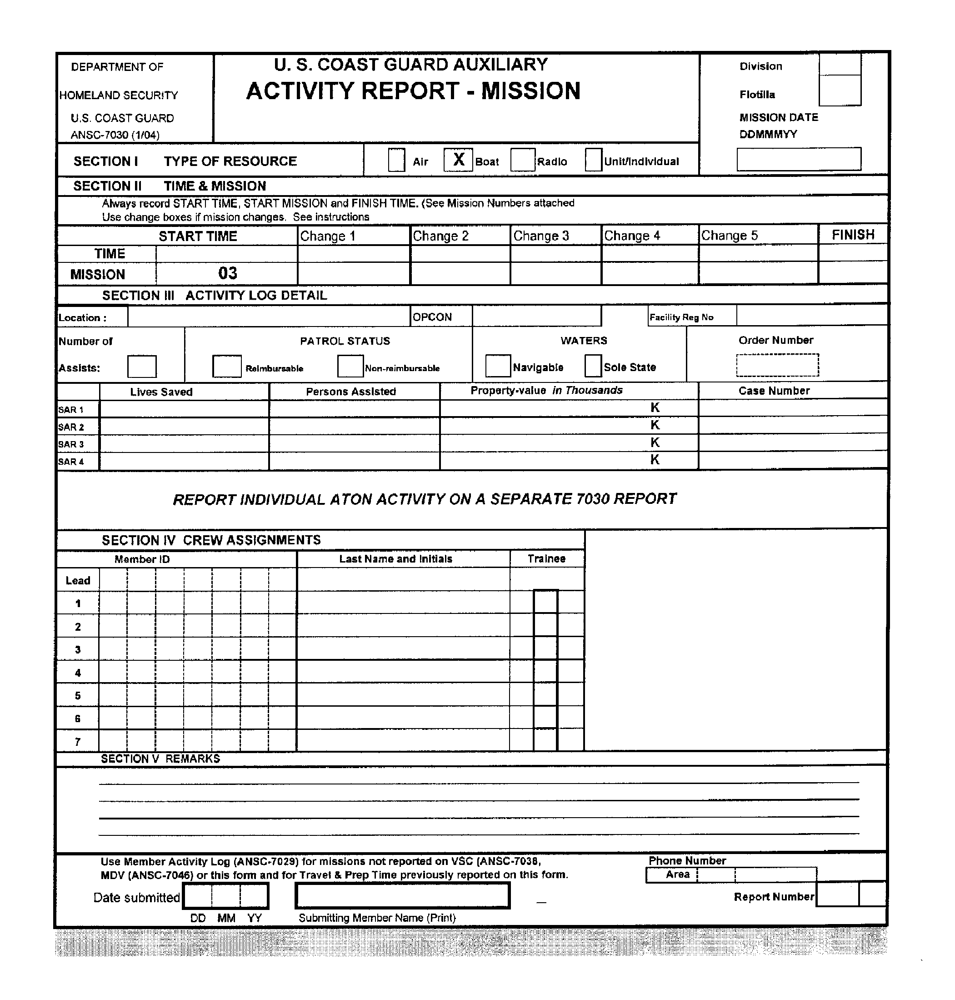 DEPARTMENT OF
HOMELAND SECURITY
U.S. COAST GUARD
ANSC-7030 (1/04)
U. S. COAST GUARD AUXILIARY
ACTIVITY REPORT - MISSION
Division
Flotilla
MISSION DATE
DDMMMYY
SECTION I TYPE OF RESOURCE Air X Boat Radio Unit/Individual
SECTION II TIME & MISSION
Always record START TIME, START MISSION and FINISH TIME. (See Mission Numbers attached
Use change boxes if mission changes. See instructions
START TIME Change 1 Change 2 Change 3 Change 4 Change 5 FINISH
TIME
MISSION 03
SECTION III ACTIVITY LOG DETAIL
Location : OPCON Facility Reg No
Number of PATROL STATUS WATERS Order Number
Assists: Reimbursable Non-reimbursable Navigable Sole State
Lives Saved Persons Assisted Property-value in Thousands Case Number
SAR 1 K
SAR 2 K
SAR 3 K
SAR 4 K
REPORT INDIVIDUAL ATON ACTIVITY ON A SEPARATE 7030 REPORT
SECTION IV CREW ASSIGNMENTS
Member ID Last Name and Initials Trainee
Lead
1
2
3
4
5
6
7
SECTION V REMARKS
Use Member Activity Log (ANSC-7029) for missions not reported on VSC (ANSC-7038,
MDV (ANSC-7046) or this form and for Travel & Prep Time previously reported on this form.
Phone Number
Area
Date submitted
Report Number
DD MM YY Submitting Member Name (Print)